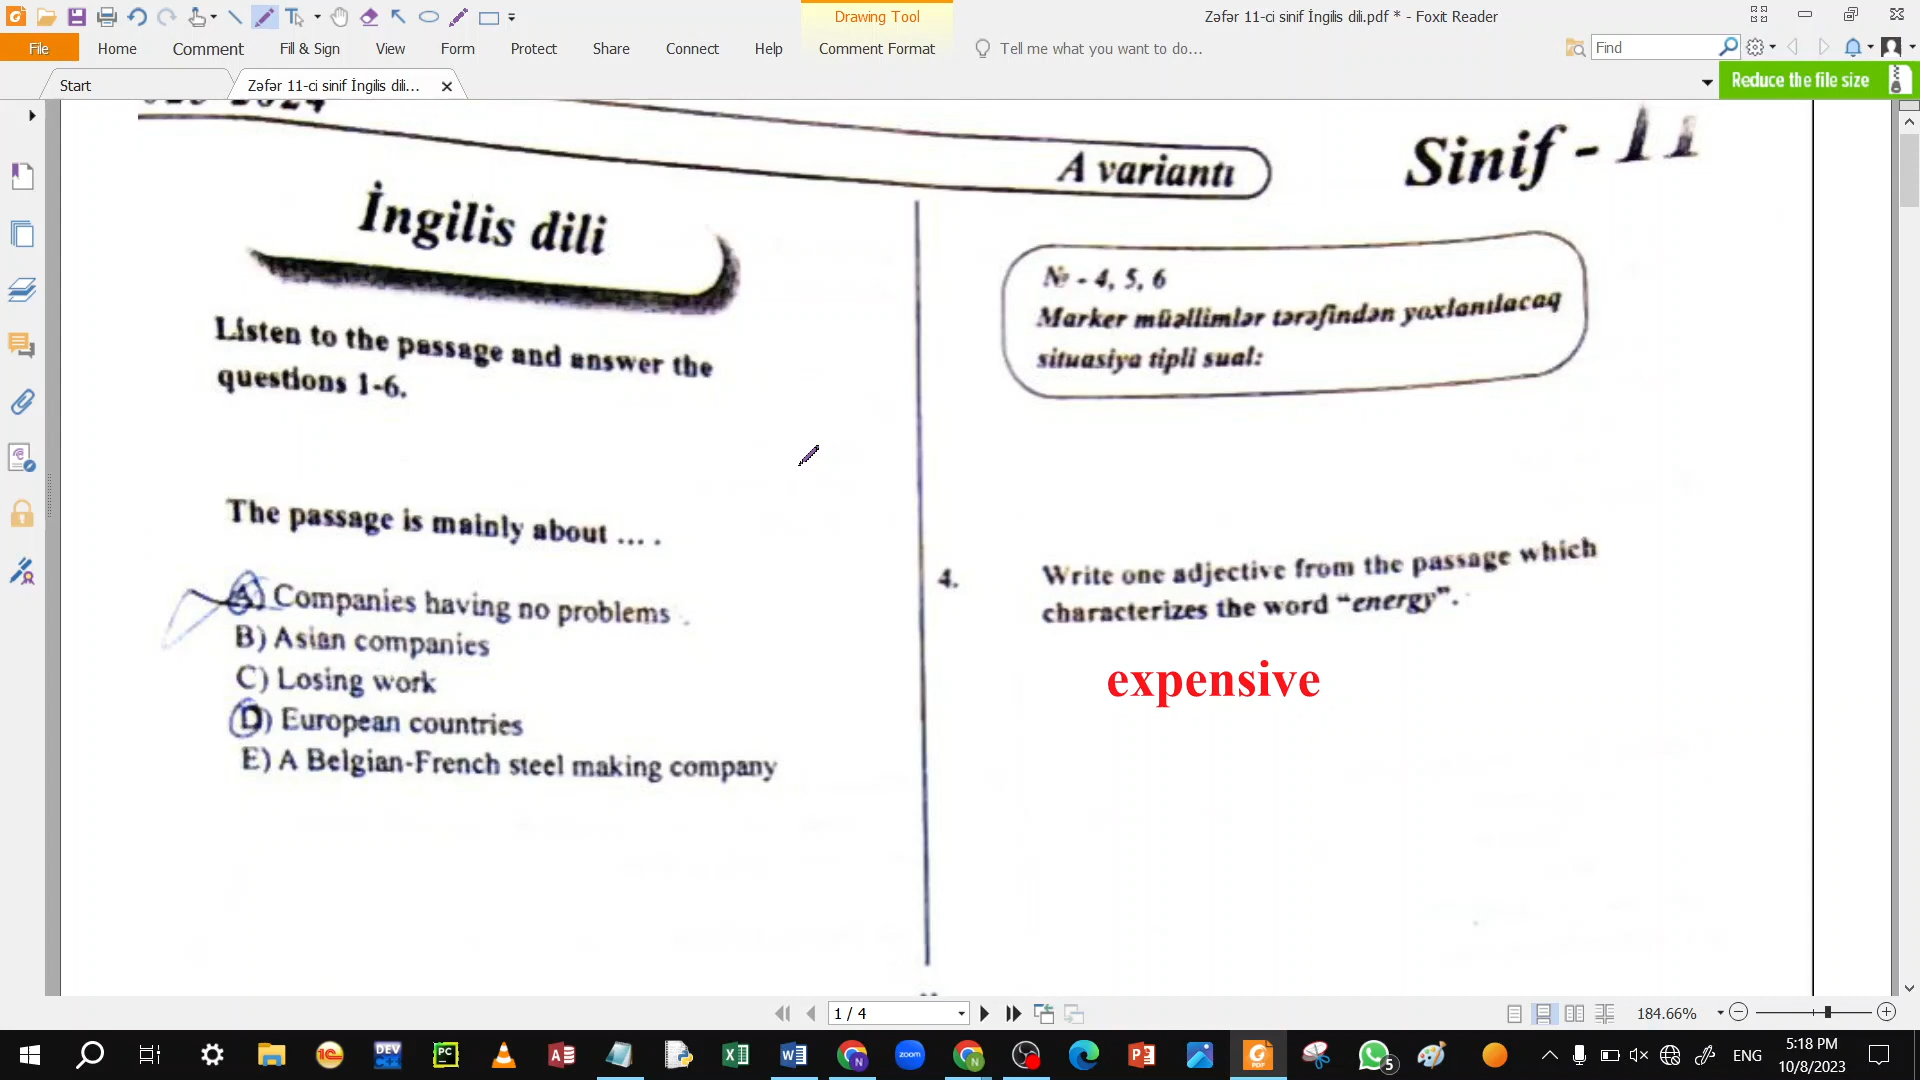 Drawing Tool
Zəfər 11-ci sinif İngilis dili.pdf * - Foxit Reader
File
Home
Comment
Fill & Sign
View
Form
Protect
Share
Connect
Help
Comment Format
Tell me what you want to do...
Find
Start
Zəfər 11-ci sinif İngilis dili...
Reduce the file size
A variantı
Sinif - 11
İngilis dili
Listen to the passage and answer the
questions 1-6.
The passage is mainly about ... .
A) Companies having no problems
B) Asian companies
C) Losing work
D) European countries
E) A Belgian-French steel making company
№ - 4, 5, 6
Marker müəllimlər tərəfindən yoxlanılacaq
situasiya tipli sual:
4. Write one adjective from the passage which
characterizes the word “energy”.
expensive
1 / 4
184.66%
ENG
5:18 PM
10/8/2023
5